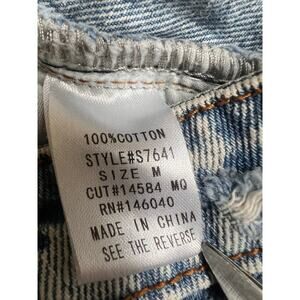 100%COTTON
STYLE#S7641
SIZE M
CUT#14584 MQ
RN#146040
MADE IN CHINA
SEE THE REVERSE